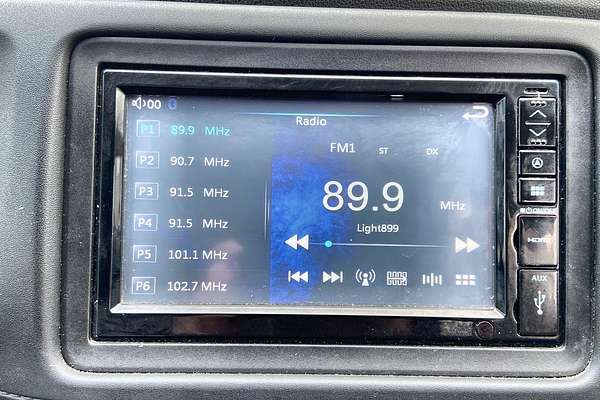 00
Radio
P1 89.9 MHz
P2 90.7 MHz
P3 91.5 MHz
P4 91.5 MHz
P5 101.1 MHz
P6 102.7 MHz
FM1 ST DX
89.9 MHz
Light899
HDMI
AUX